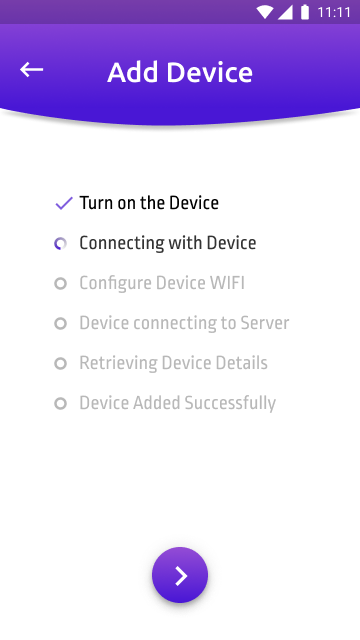 11:11
Add Device
Turn on the Device
Connecting with Device
Configure Device WIFI
Device connecting to Server
Retrieving Device Details
Device Added Successfully